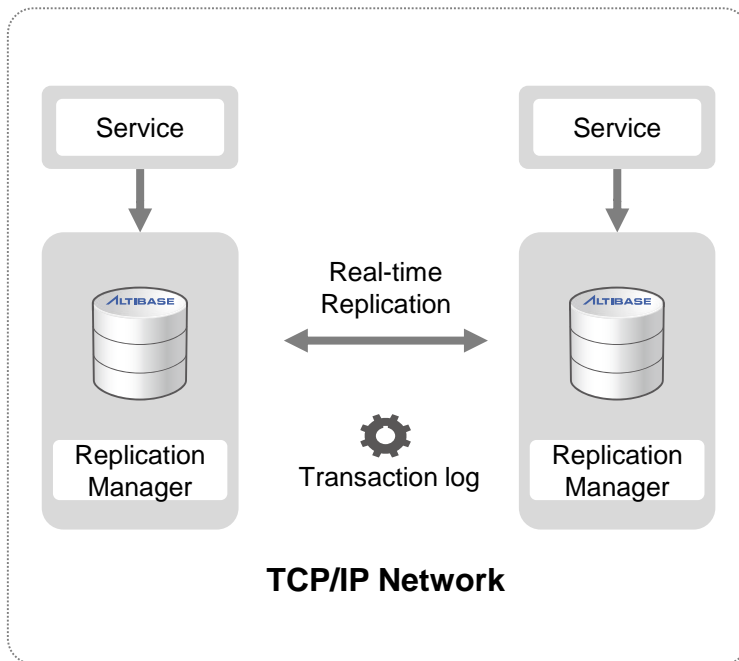 Service
Service
ALTIBASE
Real-time
Replication
ALTIBASE
Replication
Manager
Transaction log
Replication
Manager
TCP/IP Network